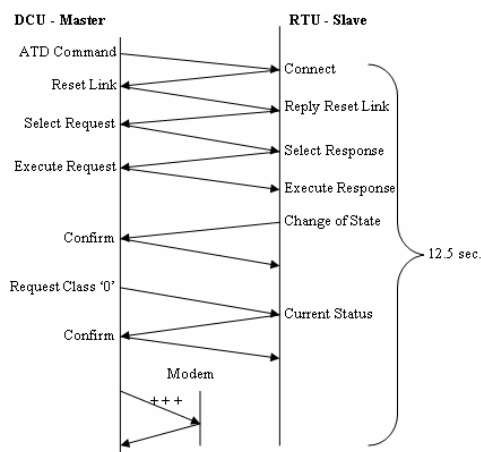 DCU - Master RTU - Slave
ATD Command
Connect
Reset Link
Reply Reset Link
Select Request
Select Response
Execute Request
Execute Response
Change of State
Confirm
12.5 sec.
Request Class ‘0’
Current Status
Confirm
Modem
+ + +